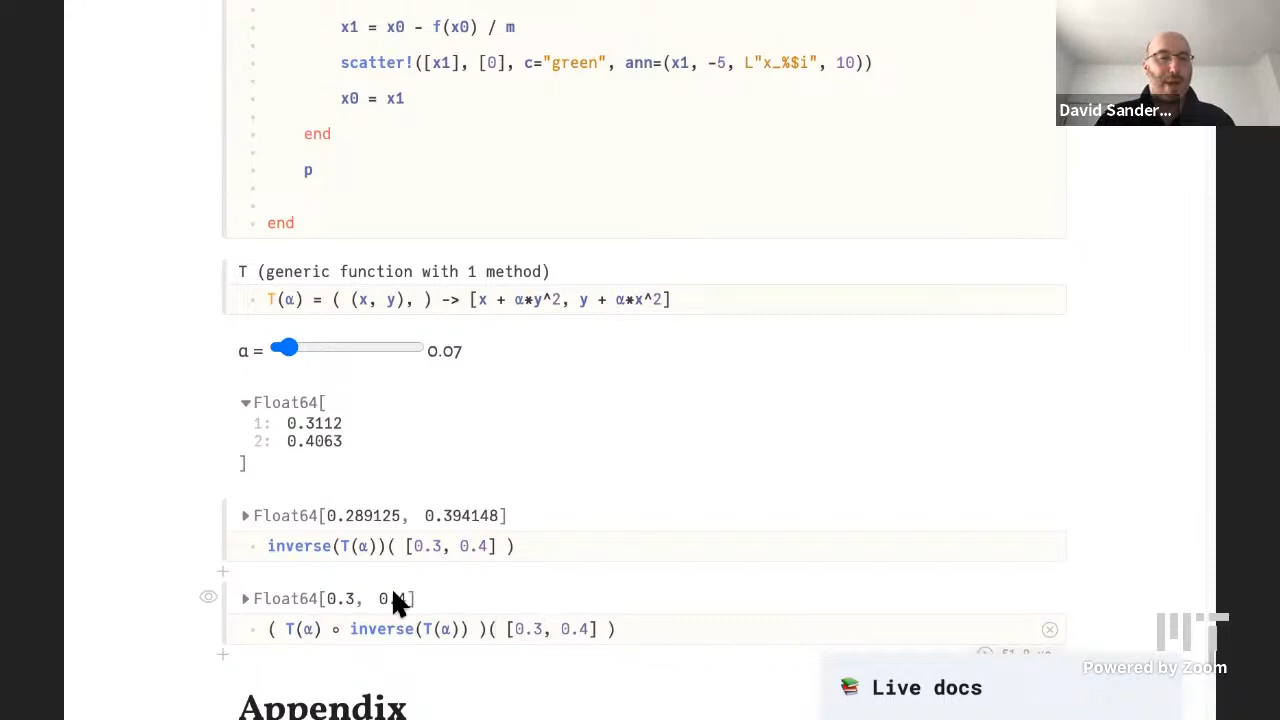 x1 = x0 - f(x0) / m
scatter!([x1], [0], c="green", ann=(x1, -5, L"x_%$i", 10))
x0 = x1
end
p
end
David Sander...
T (generic function with 1 method)
T(α) = ( (x, y), ) -> [x + α*y^2, y + α*x^2]
α = 0.07
Float64[
1: 0.3112
2: 0.4063
]
Float64[0.289125, 0.394148]
inverse(T(α))( [0.3, 0.4] )
Float64[0.3, 0.4]
( T(α) ∘ inverse(T(α)) )( [0.3, 0.4] )
MIT
Powered by Zoom
Live docs
Appendix